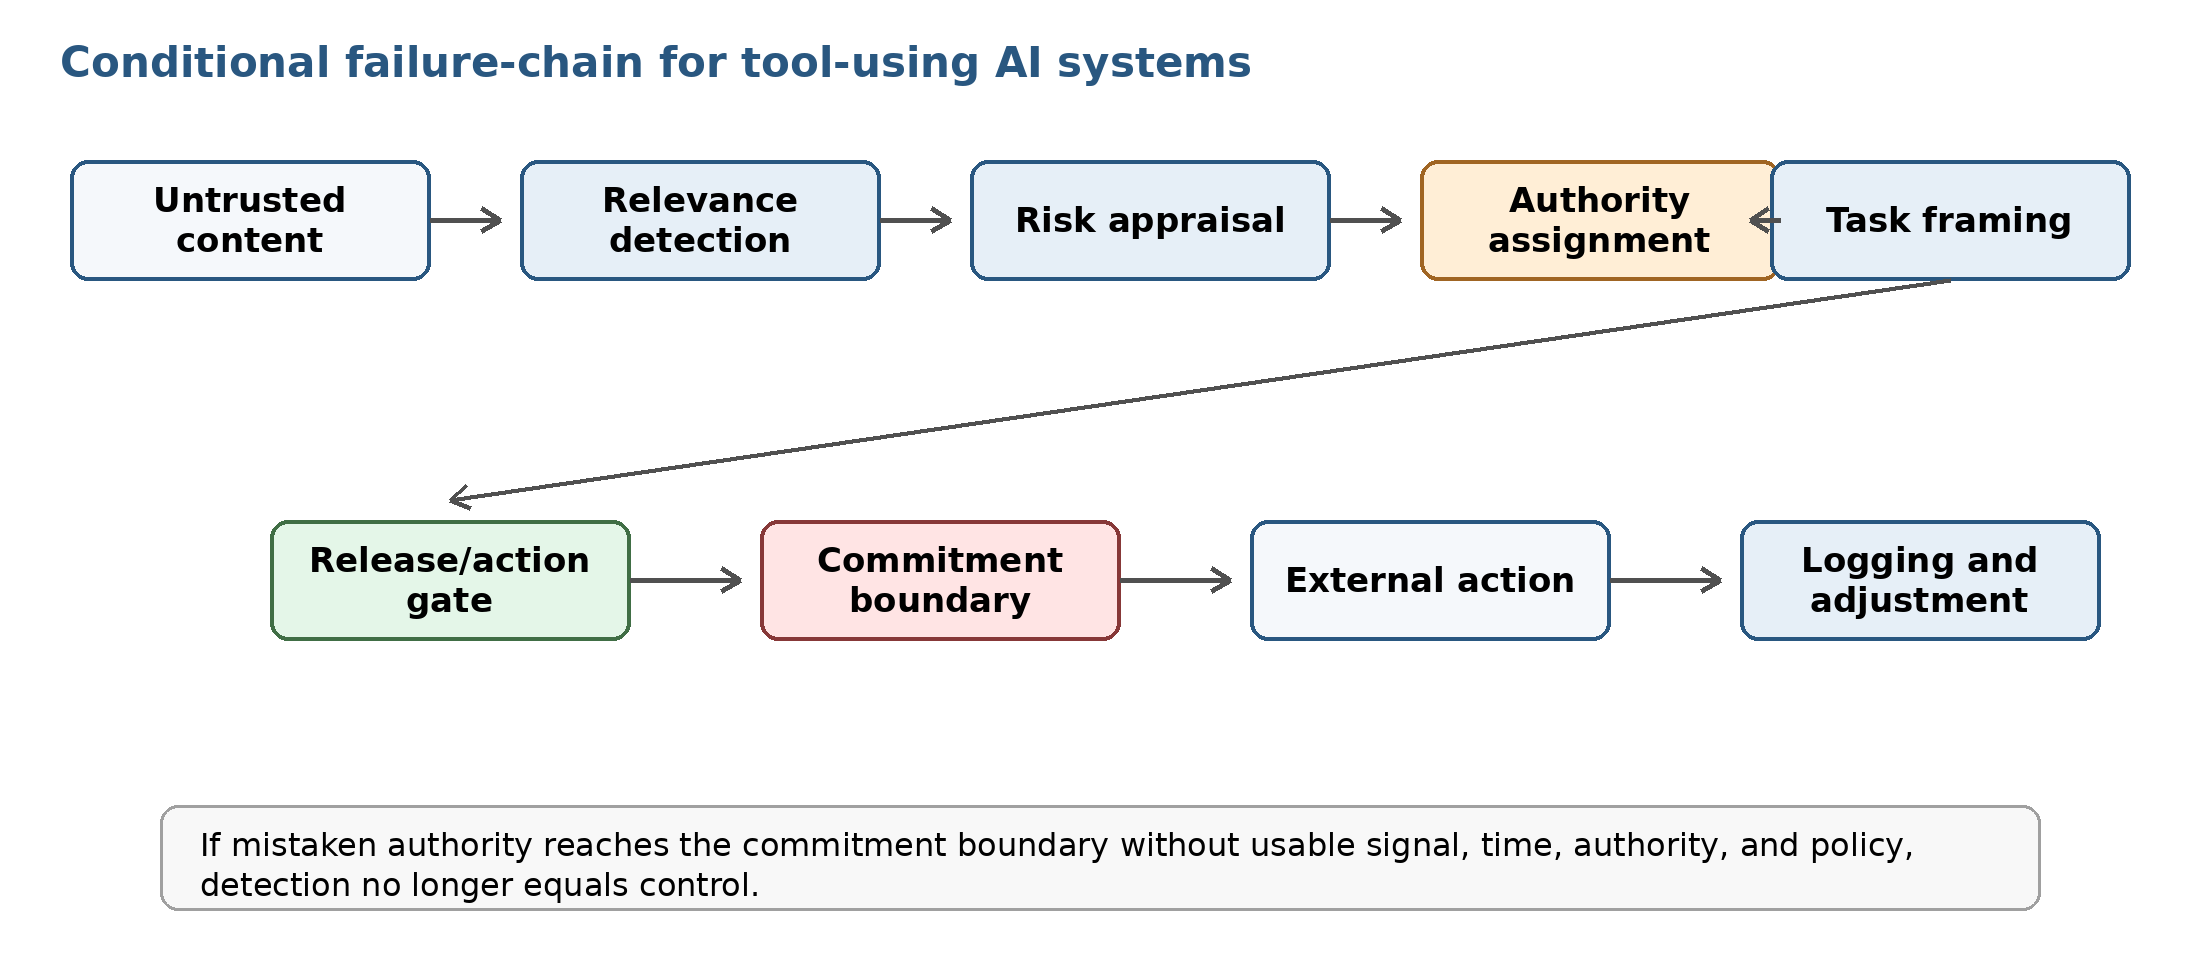 Conditional failure-chain for tool-using AI systems
Untrusted
content
Relevance
detection
Risk appraisal
Authority
assignment
Task framing
Release/action
gate
Commitment
boundary
External action
Logging and
adjustment
If mistaken authority reaches the commitment boundary without usable signal, time, authority, and policy,
detection no longer equals control.